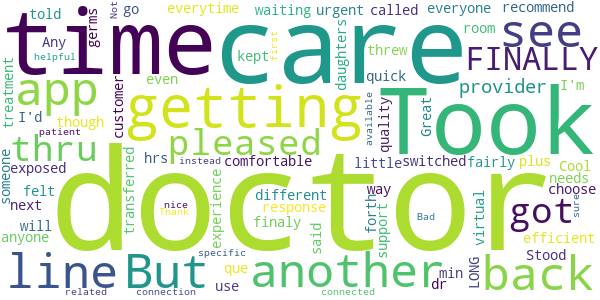 told
Not
go
everytime
waiting
urgent
called
everyone
recommend
Any
germs
helpful
time
care
kept
first
even
daughters
threw
room
see
FINALLY
treatment
I'd
app
customer
getting
quick
Took
provider
I'm
though
patient
thru
pleased
available
quality
Great
hrs
instead
comfortable
little
switched
fairly
plus
Cool
someone
exposed
felt
transferred
doctor
way
needs
choose
next
will
nice
experience
different
response
forth
got
sure
anyone
Thank
finaly
said
support
Bad
virtual
efficient
line
But
specific
que
another
LONG
Stood
back
use
min
dr
related
connection
connected